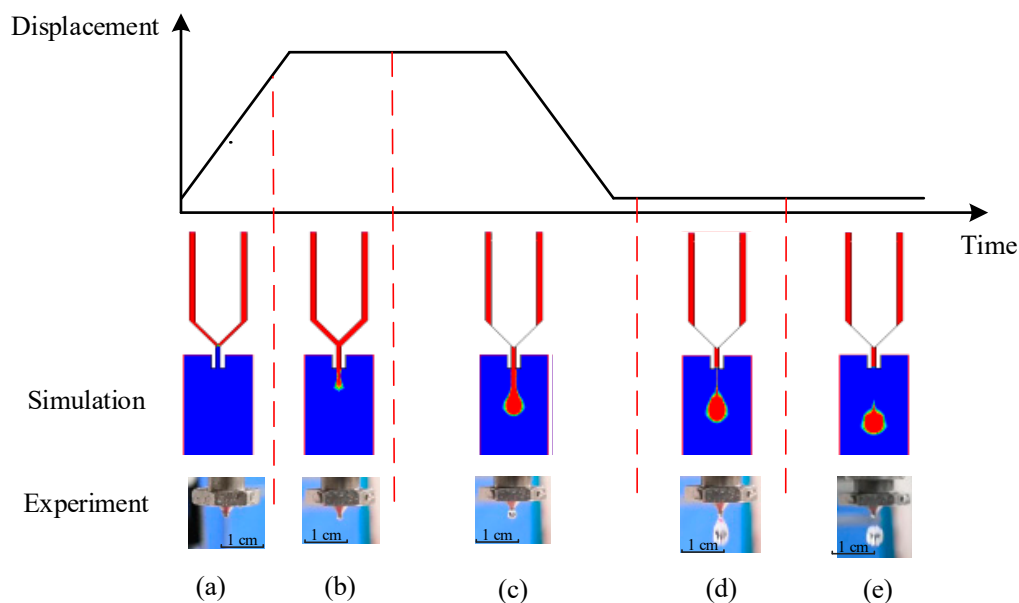 Displacement
Time
Simulation
Experiment
1 cm
1 cm
1 cm
1 cm
1 cm
(a)
(b)
(c)
(d)
(e)